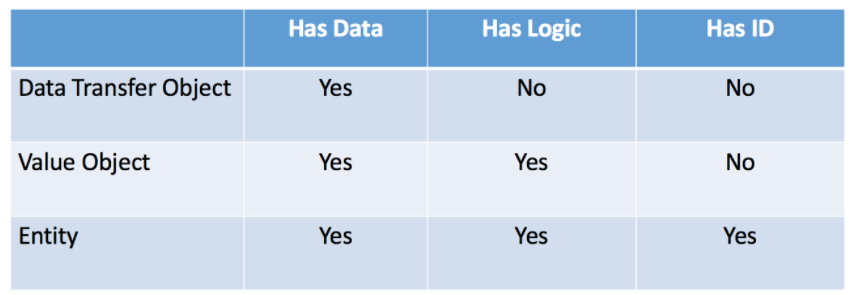 Has Data Has Logic Has ID
Data Transfer Object Yes No No
Value Object Yes Yes No
Entity Yes Yes Yes